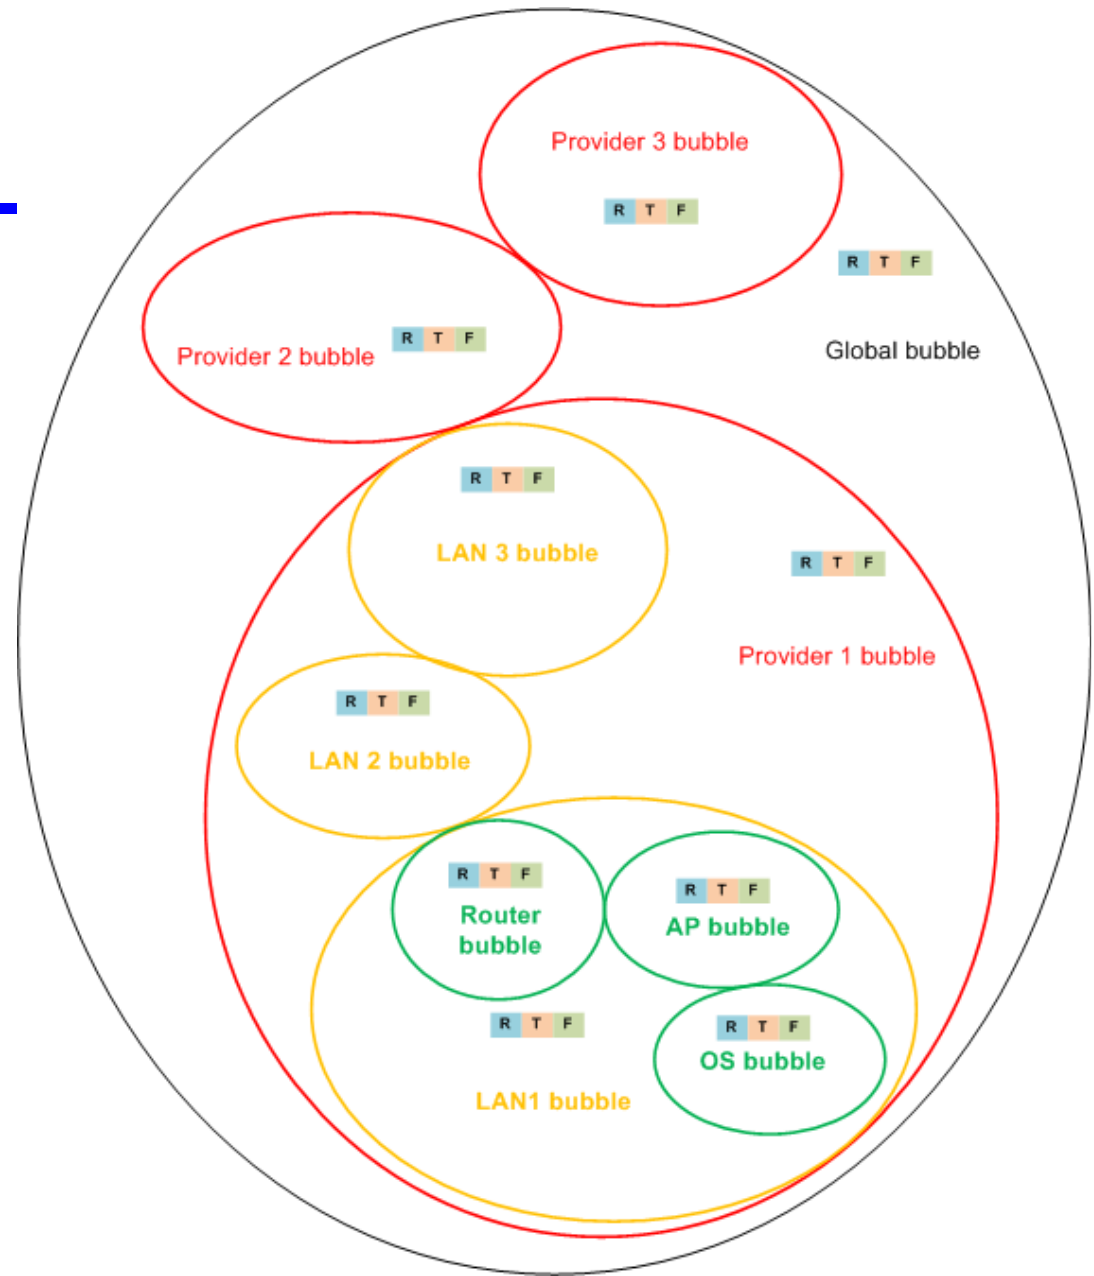 Provider 3 bubble
R T F
R T F
R T F
Provider 2 bubble
Global bubble
R T F
LAN 3 bubble
R T F
Provider 1 bubble
R T F
LAN 2 bubble
R T F
Router
bubble
R T F
AP bubble
R T F
R T F
OS bubble
LAN1 bubble